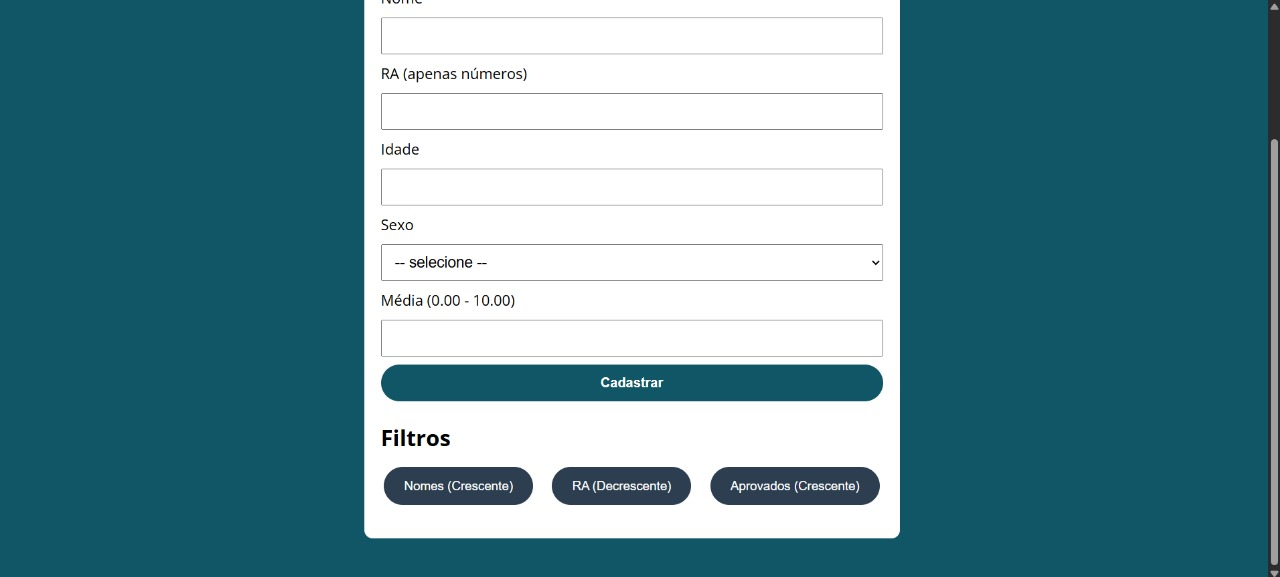 Nome
RA (apenas números)
Idade
Sexo
-- selecione --
Média (0.00 - 10.00)
Cadastrar
Filtros
Nomes (Crescente)
RA (Decrescente)
Aprovados (Crescente)